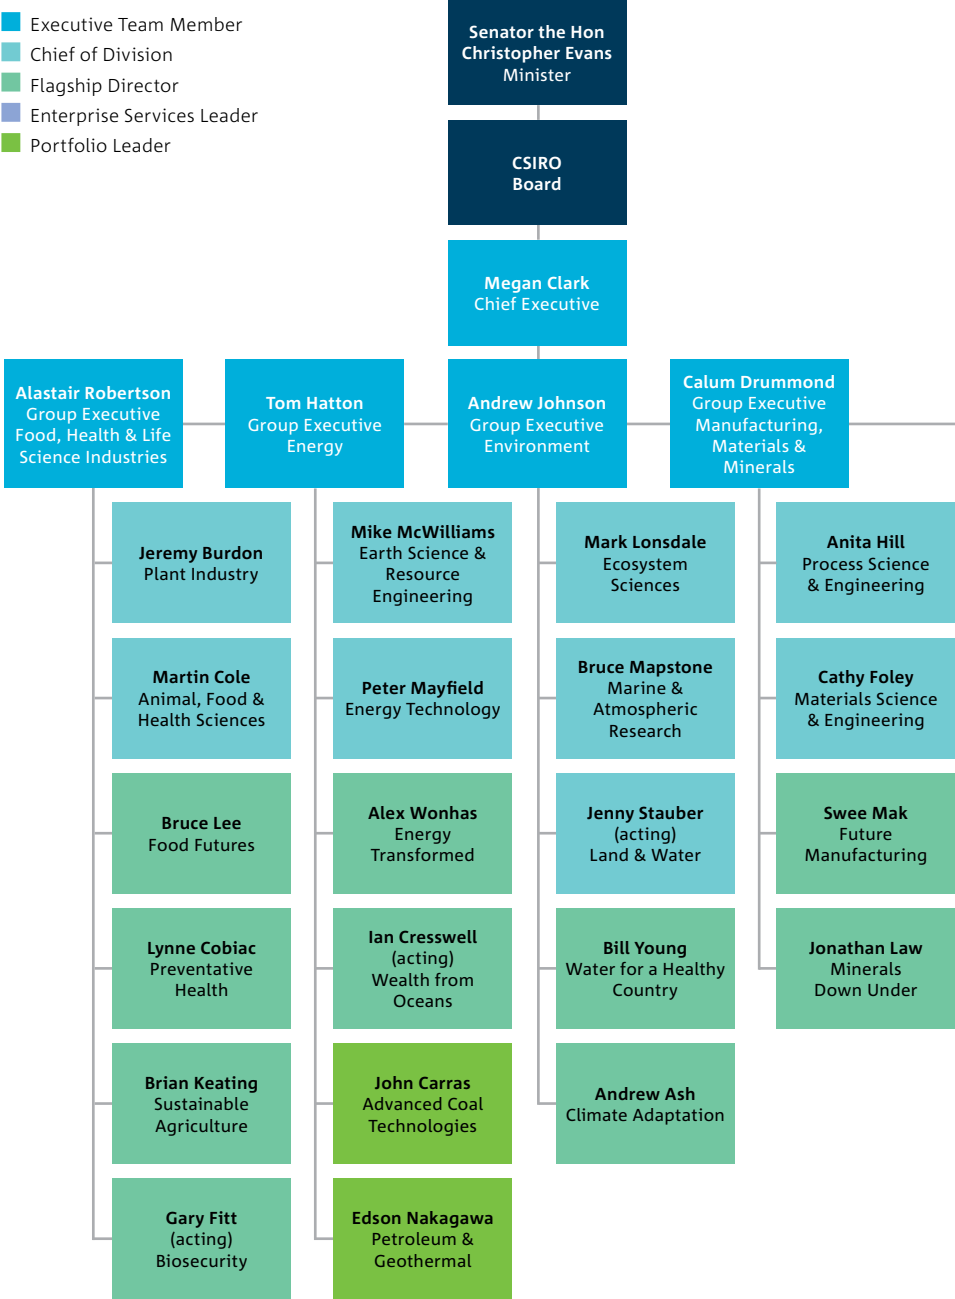 Executive Team Member
Chief of Division
Flagship Director
Enterprise Services Leader
Portfolio Leader
Senator the Hon
Christopher Evans
Minister
CSIRO
Board
Megan Clark
Chief Executive
Alastair Robertson
Group Executive
Food, Health & Life
Science Industries
Tom Hatton
Group Executive
Energy
Andrew Johnson
Group Executive
Environment
Calum Drummond
Group Executive
Manufacturing,
Materials &
Minerals
Jeremy Burdon
Plant Industry
Martin Cole
Animal, Food &
Health Sciences
Bruce Lee
Food Futures
Lynne Cobiac
Preventative
Health
Brian Keating
Sustainable
Agriculture
Gary Fitt
(acting)
Biosecurity
Mike McWilliams
Earth Science &
Resource
Engineering
Peter Mayfield
Energy Technology
Alex Wonhas
Energy
Transformed
Ian Cresswell
(acting)
Wealth from
Oceans
John Carras
Advanced Coal
Technologies
Edson Nakagawa
Petroleum &
Geothermal
Mark Lonsdale
Ecosystem
Sciences
Bruce Mapstone
Marine &
Atmospheric
Research
Jenny Stauber
(acting)
Land & Water
Bill Young
Water for a Healthy
Country
Andrew Ash
Climate Adaptation
Anita Hill
Process Science
& Engineering
Cathy Foley
Materials Science
& Engineering
Swee Mak
Future
Manufacturing
Jonathan Law
Minerals
Down Under